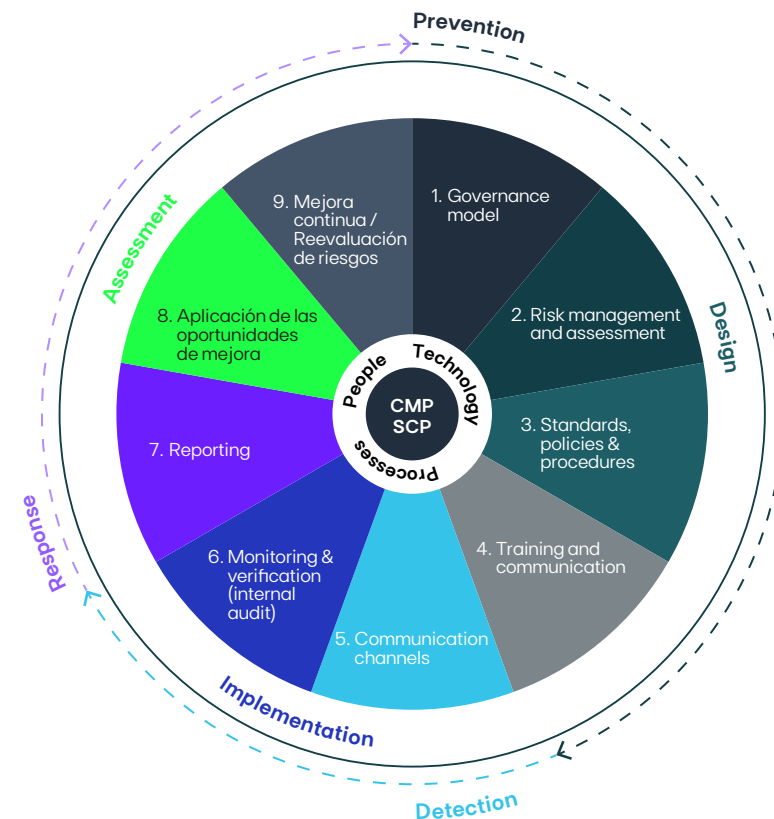 Prevention
1. Governance
model
2. Risk management
and assessment
Design
3. Standards,
policies &
procedures
4. Training and
communication
5. Communication
channels
Detection
6. Monitoring &
verification
(internal
audit)
Implementation
7. Reporting
Response
8. Aplicación de las
oportunidades
de mejora
Assessment
9. Mejora
continua /
Reevaluación
de riesgos
People
Technology
Processes
CMP
SCP